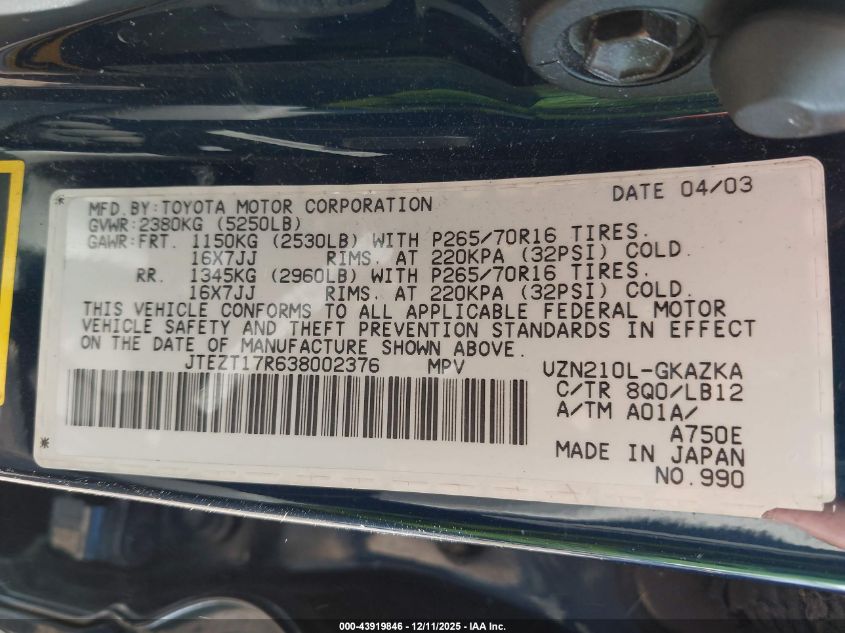 DATE 04/03
MFD.BY:TOYOTA MOTOR CORPORATION
GVWR:2380KG (5250LB)
GAWR:FRT. 1150KG (2530LB) WITH P265/70R16 TIRES.
16X7JJ RIMS. AT 220KPA (32PSI) COLD.
RR. 1345KG (2960LB) WITH P265/70R16 TIRES.
16X7JJ RIMS. AT 220KPA (32PSI) COLD.
THIS VEHICLE CONFORMS TO ALL APPLICABLE FEDERAL MOTOR
VEHICLE SAFETY AND THEFT PREVENTION STANDARDS IN EFFECT
ON THE DATE OF MANUFACTURE SHOWN ABOVE.
JTEZT17R638002376 MPV VZN210L-GKAZKA
C/TR 8Q0/LB12
A/TM A01A/
A750E
MADE IN JAPAN
NO.990
000-43919846 - 12/11/2025 - IAA Inc.